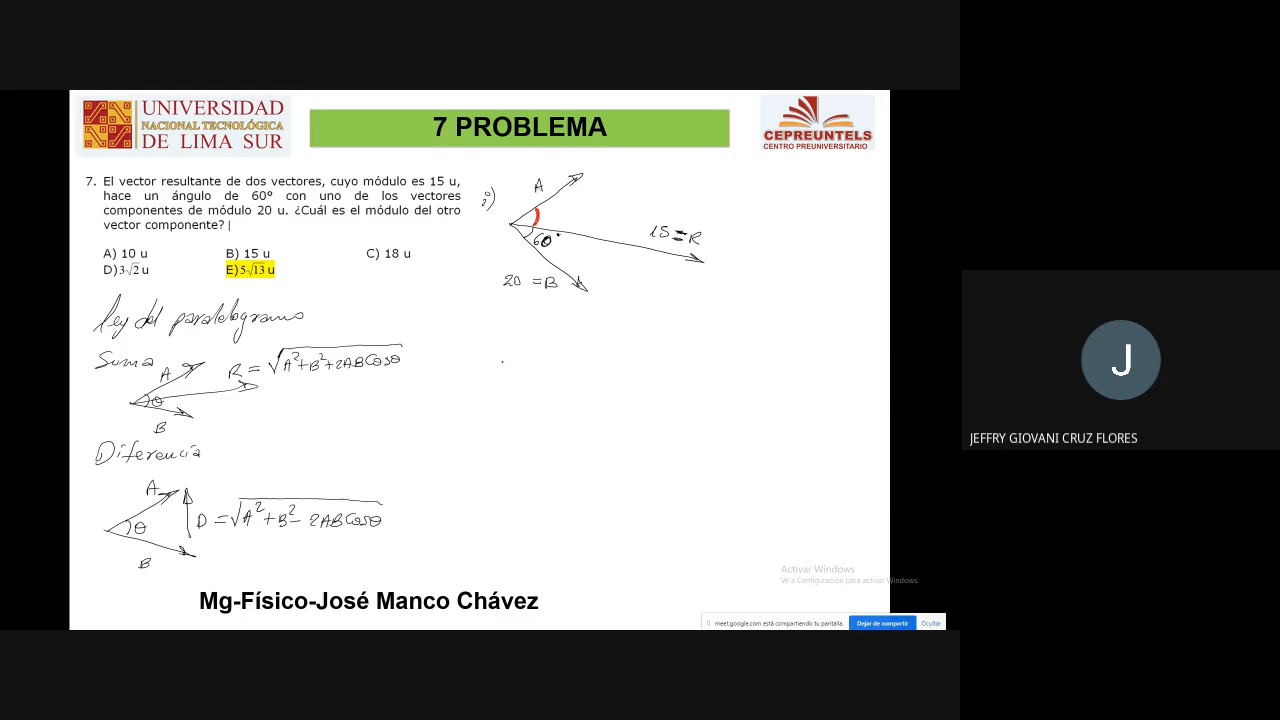 UNIVERSIDAD
NACIONAL TECNOLÓGICA
DE LIMA SUR
7 PROBLEMA
CEPREUNTELS
CENTRO PREUNIVERSITARIO
7. El vector resultante de dos vectores, cuyo módulo es 15 u,
hace un ángulo de 60° con uno de los vectores
componentes de módulo 20 u. ¿Cuál es el módulo del otro
vector componente?
A) 10 u B) 15 u C) 18 u
D) 3√2 u E) 5√13 u
i)
A
60°
15 = R
20 = B
Ley del paralelogramo
Suma
A
θ
B
R = √A²+B²+2ABCosθ
Diferencia
A
θ
B
D = √A²+B²-2ABCosθ
Mg-Físico-José Manco Chávez
Activar Windows
Ve a Configuración para activar Windows.
meet.google.com está compartiendo tu pantalla. Dejar de compartir Ocultar
J
JEFFRY GIOVANI CRUZ FLORES